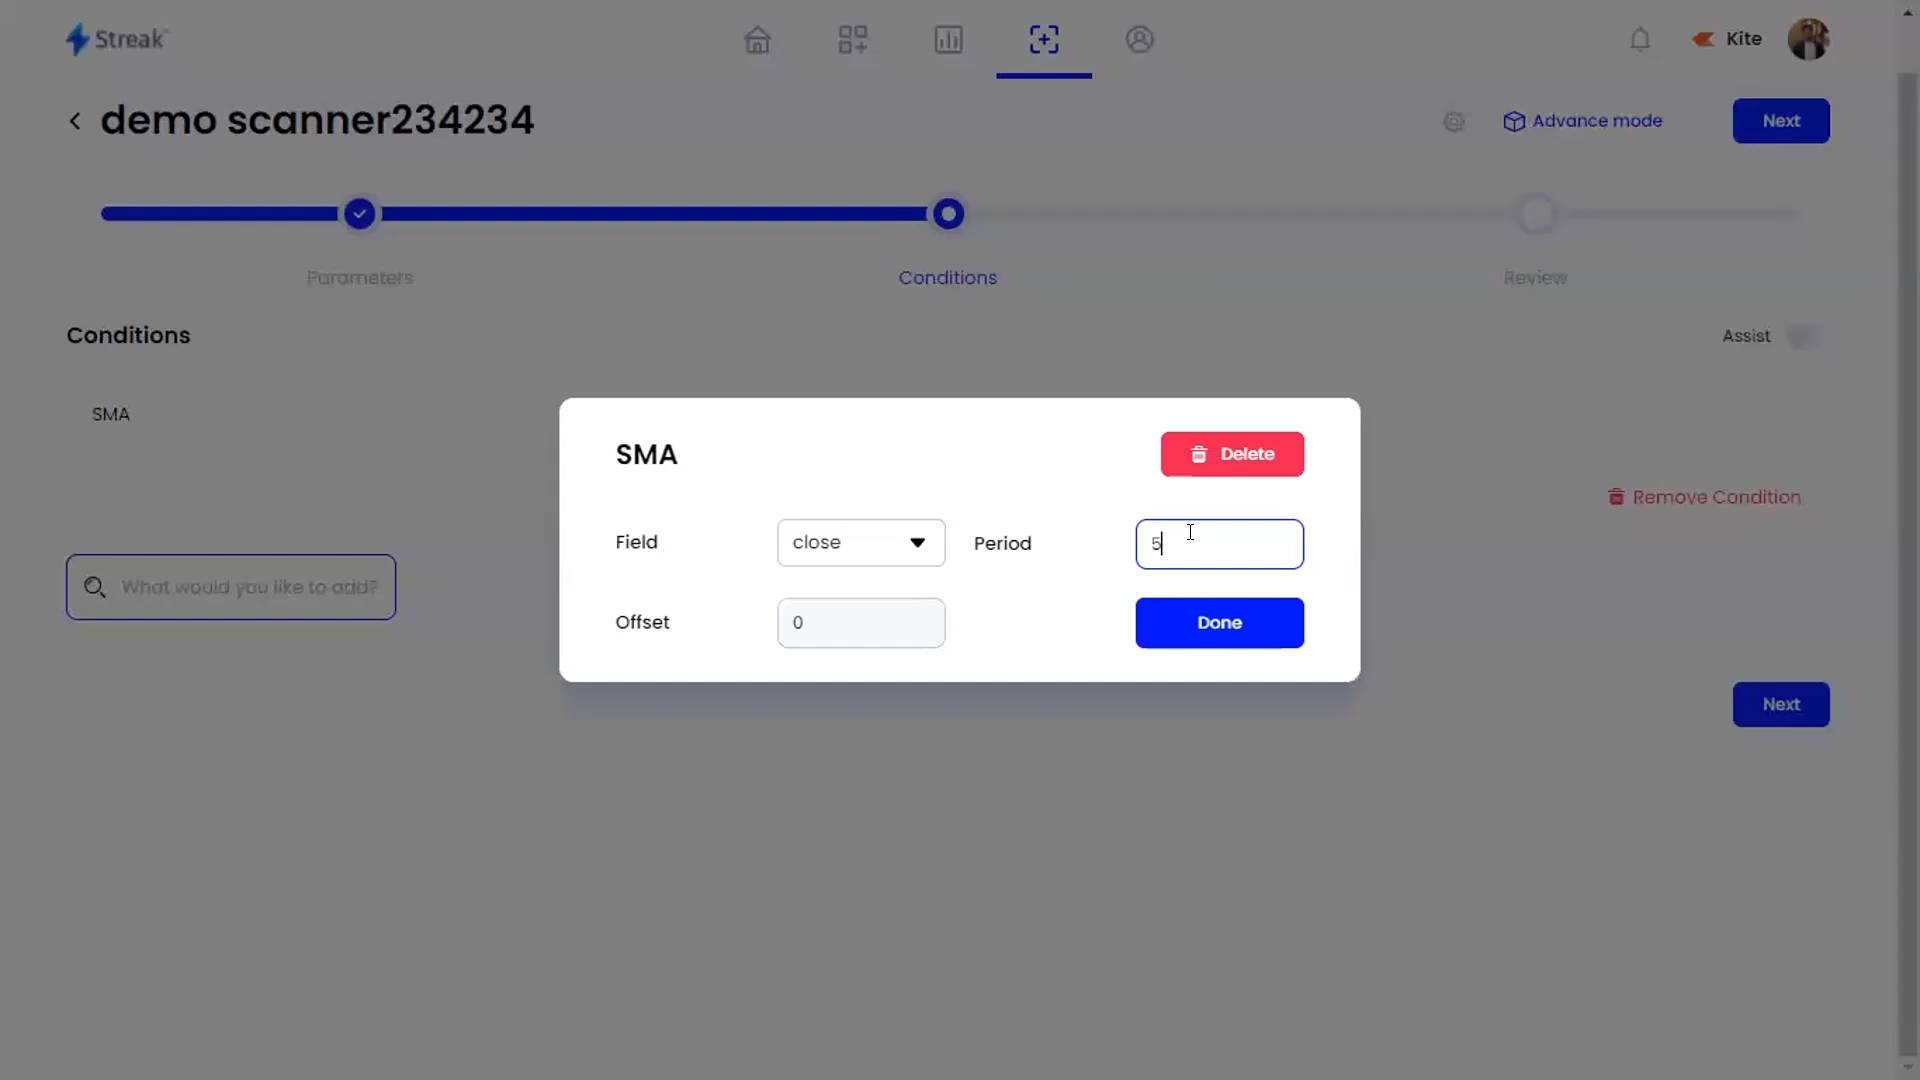 Streak
Kite
demo scanner234234
Advance mode
Next
Parameters
Conditions
Review
Conditions
Assist
SMA
SMA
Delete
Remove Condition
Field
close
Period
5
What would you like to add?
Offset
0
Done
Next